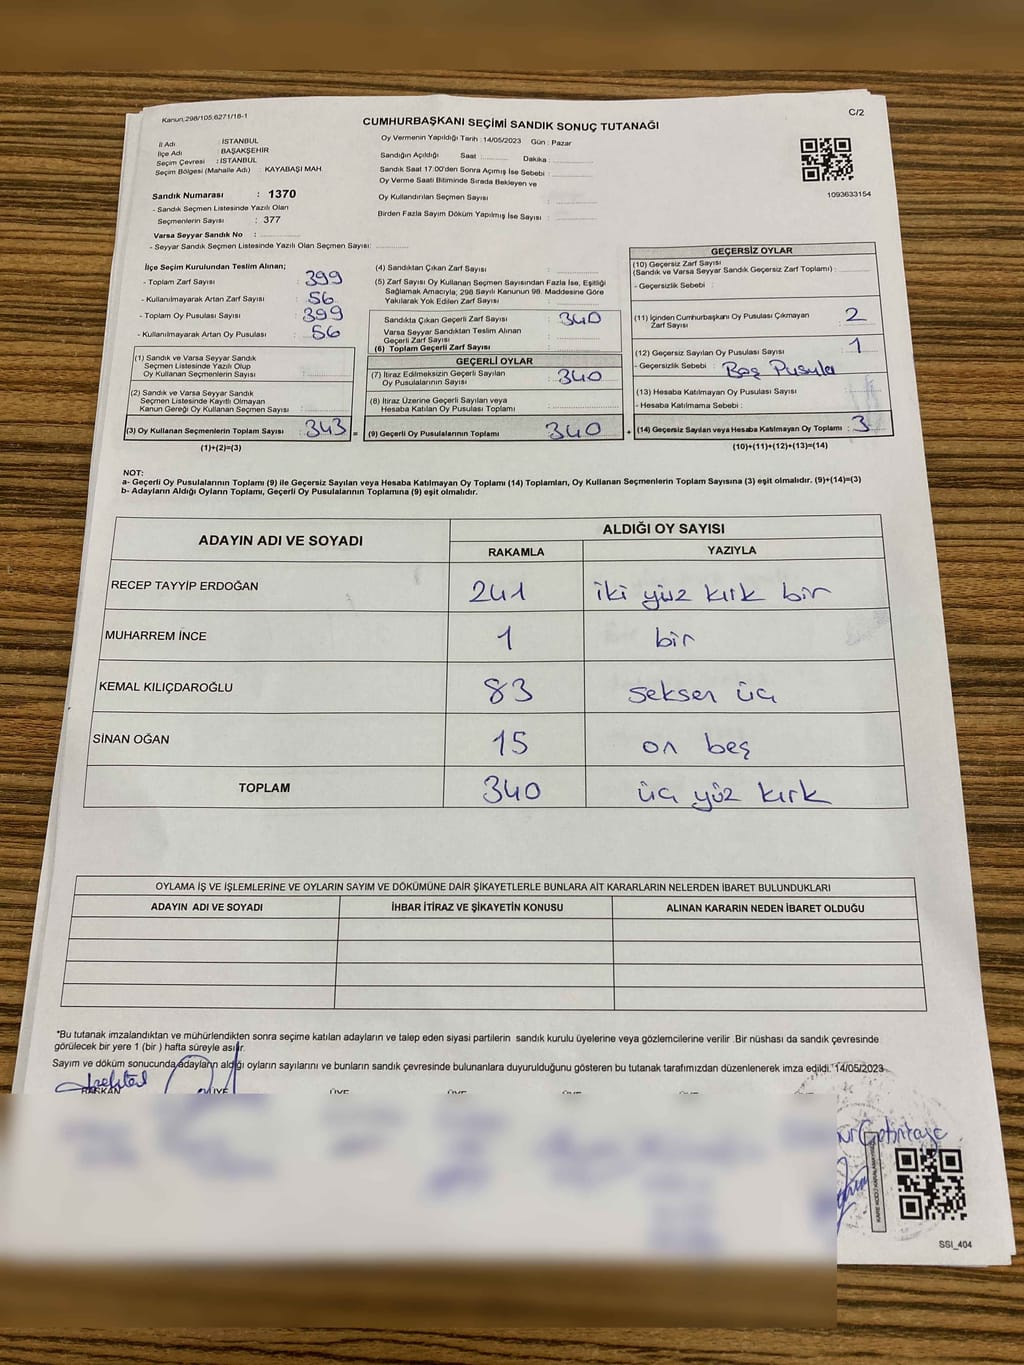 Kanun;298/105.6271/16-1
C/2
CUMHURBAŞKANI SEÇİMİ SANDIK SONUÇ TUTANAĞI
İl Adı : İSTANBUL
İlçe Adı : BAŞAKŞEHİR
Seçim Çevresi : İSTANBUL
Seçim Bölgesi (Mahalle Adı) : KAYABAŞI MAH.
Sandık Numarası : 1370
- Sandık Seçmen Listesinde Yazılı Olan
Seçmenlerin Sayısı : 377
Varsa Seyyar Sandık No :
- Seyyar Sandık Seçmen Listesinde Yazılı Olan Seçmen Sayısı:
Oy Vermenin Yapıldığı Tarih : 14/05/2023 Gün : Pazar
Sandığın Açıldığı Saat Dakika :
Sandık Saat 17.00'den Sonra Açılmış İse Sebebi :
Oy Verme Saati Bitiminde Sırada Bekleyen ve
Oy Kullandırılan Seçmen Sayısı :
Birden Fazla Sayım Döküm Yapılmış İse Sayısı :
1093633154
İlçe Seçim Kurulundan Teslim Alınan;
- Toplam Zarf Sayısı : 399
- Kullanılmayarak Artan Zarf Sayısı : 56
- Toplam Oy Pusulası Sayısı : 399
- Kullanılmayarak Artan Oy Pusulası : 56
(1) Sandık ve Varsa Seyyar Sandık
Seçmen Listesinde Yazılı Olup
Oy Kullanan Seçmenlerin Sayısı :
(2) Sandık ve Varsa Seyyar Sandık
Seçmen Listesinde Kayıtlı Olmayan
Kanun Gereği Oy Kullanan Seçmen Sayısı :
(3) Oy Kullanan Seçmenlerin Toplam Sayısı : 343 =
(1)+(2)=(3)
(4) Sandıktan Çıkan Zarf Sayısı :
(5) Zarf Sayısı Oy Kullanan Seçmen Sayısından Fazla İse, Eşitliği
Sağlamak Amacıyla, 298 Sayılı Kanunun 98. Maddesine Göre
Yakılarak Yok Edilen Zarf Sayısı :
Sandıkta Çıkan Geçerli Zarf Sayısı : 340
Varsa Seyyar Sandıktan Teslim Alınan
Geçerli Zarf Sayısı :
(6) Toplam Geçerli Zarf Sayısı :
GEÇERLİ OYLAR
(7) İtiraz Edilmeksizin Geçerli Sayılan
Oy Pusulalarının Sayısı : 340
(8) İtiraz Üzerine Geçerli Sayılan veya
Hesaba Katılan Oy Pusulası Toplamı :
(9) Geçerli Oy Pusulalarının Toplamı : 340 +
GEÇERSİZ OYLAR
(10) Geçersiz Zarf Sayısı
(Sandık ve Varsa Seyyar Sandık Geçersiz Zarf Toplamı) :
- Geçersizlik Sebebi :
(11) İçinden Cumhurbaşkanı Oy Pusulası Çıkmayan
Zarf Sayısı : 2
(12) Geçersiz Sayılan Oy Pusulası Sayısı : 1
- Geçersizlik Sebebi : Boş Pusula
(13) Hesaba Katılmayan Oy Pusulası Sayısı :
- Hesaba Katılmama Sebebi :
(14) Geçersiz Sayılan veya Hesaba Katılmayan Oy Toplamı : 3
(10)+(11)+(12)+(13)=(14)
NOT:
a- Geçerli Oy Pusulalarının Toplamı (9) ile Geçersiz Sayılan veya Hesaba Katılmayan Oy Toplamı (14) Toplamları, Oy Kullanan Seçmenlerin Toplam Sayısına (3) eşit olmalıdır. (9)+(14)=(3)
b- Adayların Aldığı Oyların Toplamı, Geçerli Oy Pusulalarının Toplamına (9) eşit olmalıdır.
ADAYIN ADI VE SOYADI
ALDIĞI OY SAYISI
RAKAMLA YAZIYLA
RECEP TAYYİP ERDOĞAN 241 iki yüz kırk bir
MUHARREM İNCE 1 bir
KEMAL KILIÇDAROĞLU 83 seksen üç
SİNAN OĞAN 15 on beş
TOPLAM 340 üç yüz kırk
OYLAMA İŞ VE İŞLEMLERİNE VE OYLARIN SAYIM VE DÖKÜMÜNE DAİR ŞİKAYETLERLE BUNLARA AİT KARARLARIN NELERDEN İBARET BULUNDUKLARI
ADAYIN ADI VE SOYADI İHBAR İTİRAZ VE ŞİKAYETİN KONUSU ALINAN KARARIN NEDEN İBARET OLDUĞU
"Bu tutanak imzalandıktan ve mühürlendikten sonra seçime katılan adayların ve talep eden siyasi partilerin sandık kurulu üyelerine veya gözlemcilerine verilir .Bir nüshası da sandık çevresinde
görülecek bir yere 1 (bir ) hafta süreyle asılır.
Sayım ve döküm sonucunda adayların aldığı oyların sayılarını ve bunların sandık çevresinde bulunanlara duyurulduğunu gösteren bu tutanak tarafımızdan düzenlenerek imza edildi."14/05/2023
BAŞKAN ÜYE ÜYE ÜYE ÜYE ÜYE
SSI_404